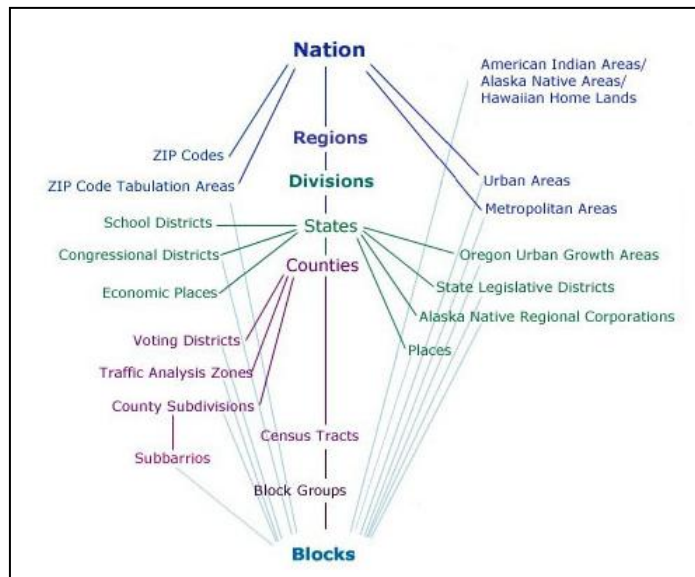 Nation
American Indian Areas/
Alaska Native Areas/
Hawaiian Home Lands
Regions
ZIP Codes
Divisions
ZIP Code Tabulation Areas
Urban Areas
Metropolitan Areas
School Districts
States
Congressional Districts
Oregon Urban Growth Areas
Counties
State Legislative Districts
Economic Places
Alaska Native Regional Corporations
Voting Districts
Places
Traffic Analysis Zones
County Subdivisions
Census Tracts
Subbarrios
Block Groups
Blocks